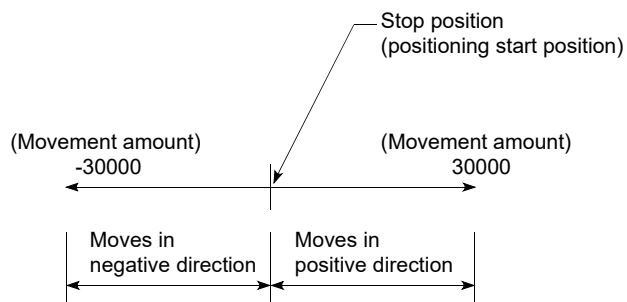 Stop position
(positioning start position)
(Movement amount)
-30000
(Movement amount)
30000
Moves in
negative direction
Moves in
positive direction